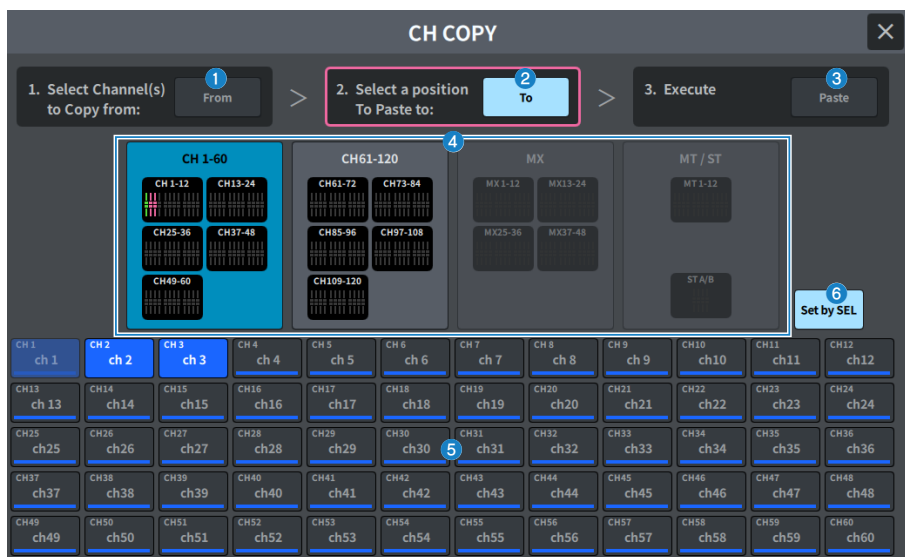 CH COPY
1. Select Channel(s)
to Copy from:
1
From
>
2. Select a position
To Paste to:
2
To
>
3. Execute
3
Paste
4
CH 1-60
CH 1-12 CH13-24
CH25-36 CH37-48
CH49-60
CH61-120
CH61-72 CH73-84
CH85-96 CH97-108
CH109-120
MX
MX1-12 MX13-24
MX25-36 MX37-48
MT / ST
MT1-12
ST A/B
6
Set by SEL
CH 1 CH 2 CH 3 CH 4 CH 5 CH 6 CH 7 CH 8 CH 9 CH10 CH11 CH12
ch 1 ch 2 ch 3 ch 4 ch 5 ch 6 ch 7 ch 8 ch 9 ch10 ch11 ch12
CH13 CH14 CH15 CH16 CH17 CH18 CH19 CH20 CH21 CH22 CH23 CH24
ch 13 ch14 ch15 ch16 ch17 ch18 ch19 ch20 ch21 ch22 ch23 ch24
CH25 CH26 CH27 CH28 CH29 CH30 CH31 CH32 CH33 CH34 CH35 CH36
ch25 ch26 ch27 ch28 ch29 ch30 5 ch31 ch32 ch33 ch34 ch35 ch36
CH37 CH38 CH39 CH40 CH41 CH42 CH43 CH44 CH45 CH46 CH47 CH48
ch37 ch38 ch39 ch40 ch41 ch42 ch43 ch44 ch45 ch46 ch47 ch48
CH49 CH50 CH51 CH52 CH53 CH54 CH55 CH56 CH57 CH58 CH59 CH60
ch49 ch50 ch51 ch52 ch53 ch54 ch55 ch56 ch57 ch58 ch59 ch60